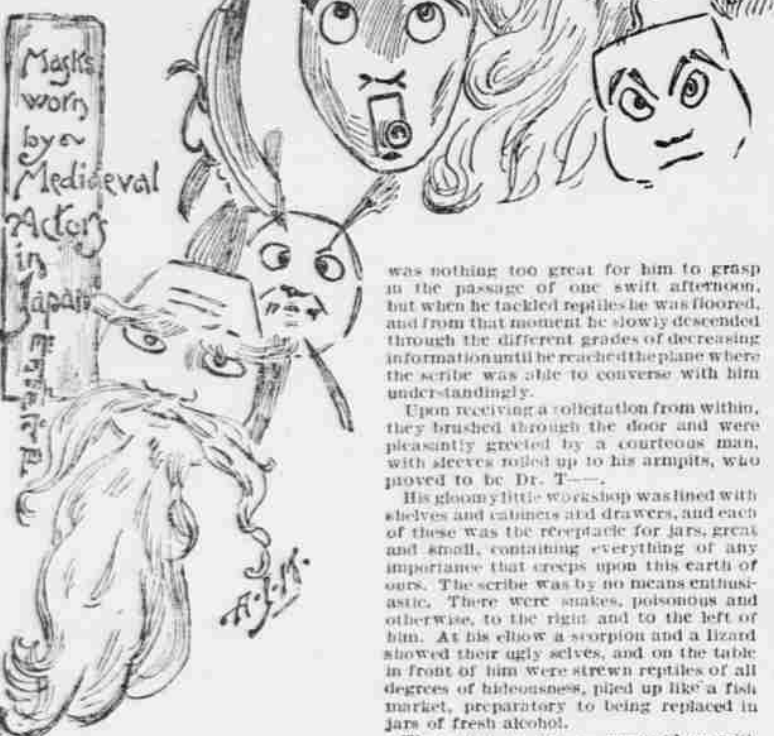 Masks
worn
by
Mediaeval
Actors
in
Japan
was nothing too great for him to grasp
in the passage of one swift afternoon,
but when he tackled reptiles he was floored,
and from that moment he slowly descended
through the different grades of decreasing
information until he reached the plane where
the scribe was able to converse with him
understandingly.
Upon receiving a solicitation from within,
they brushed through the door and were
pleasantly greeted by a courteous man,
with sleeves rolled up to his armpits, who
proved to be Dr. T——.
His gloomy little workshop was lined with
shelves and cabinets and drawers, and each
of these was the receptacle for jars, great
and small, containing everything of any
importance that creeps upon this earth of
ours. The scribe was by no means enthusi-
astic. There were snakes, poisonous and
otherwise, to the right and to the left of
him. At his elbow a scorpion and a lizard
showed their ugly selves, and on the table
in front of him were strewn reptiles of all
degrees of hideousness, piled up like a fish
market, preparatory to being replaced in
jars of fresh alcohol.